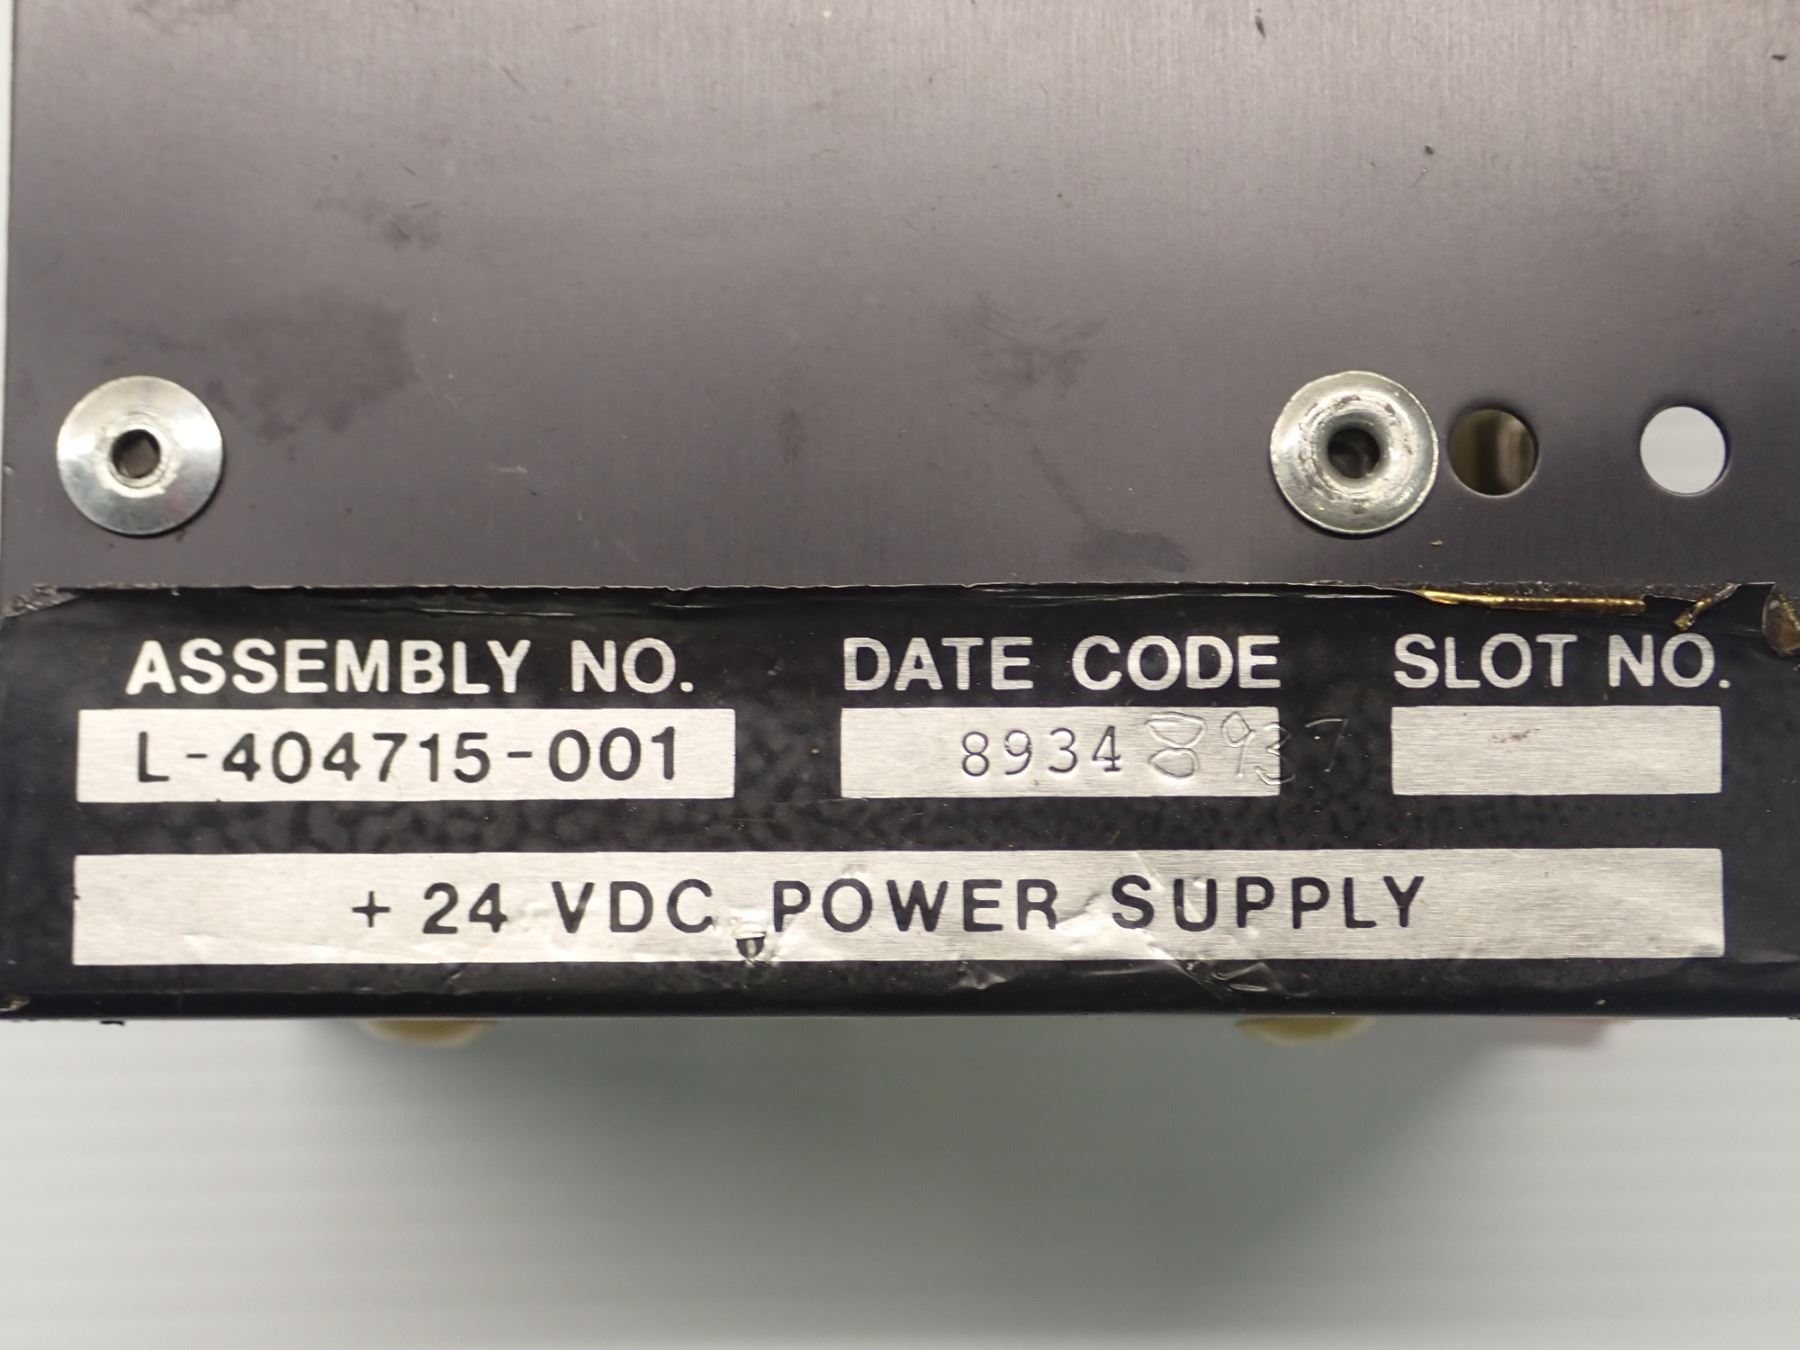 ASSEMBLY NO. DATE CODE SLOT NO.
L-404715-001 8934 8937
+ 24 VDC POWER SUPPLY